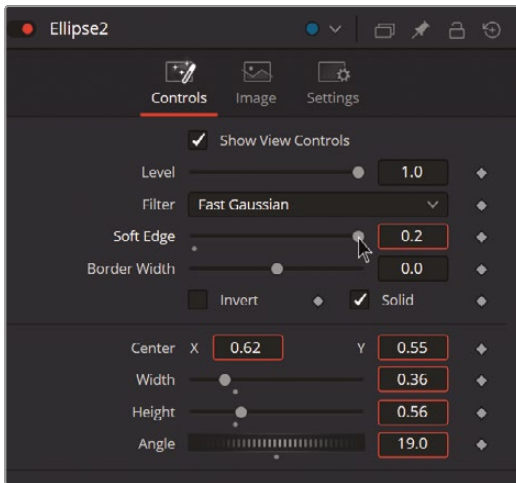 Ellipse2
Controls Image Settings
Show View Controls
Level 1.0
Filter Fast Gaussian
Soft Edge 0.2
Border Width 0.0
Invert Solid
Center X 0.62 Y 0.55
Width 0.36
Height 0.56
Angle 19.0